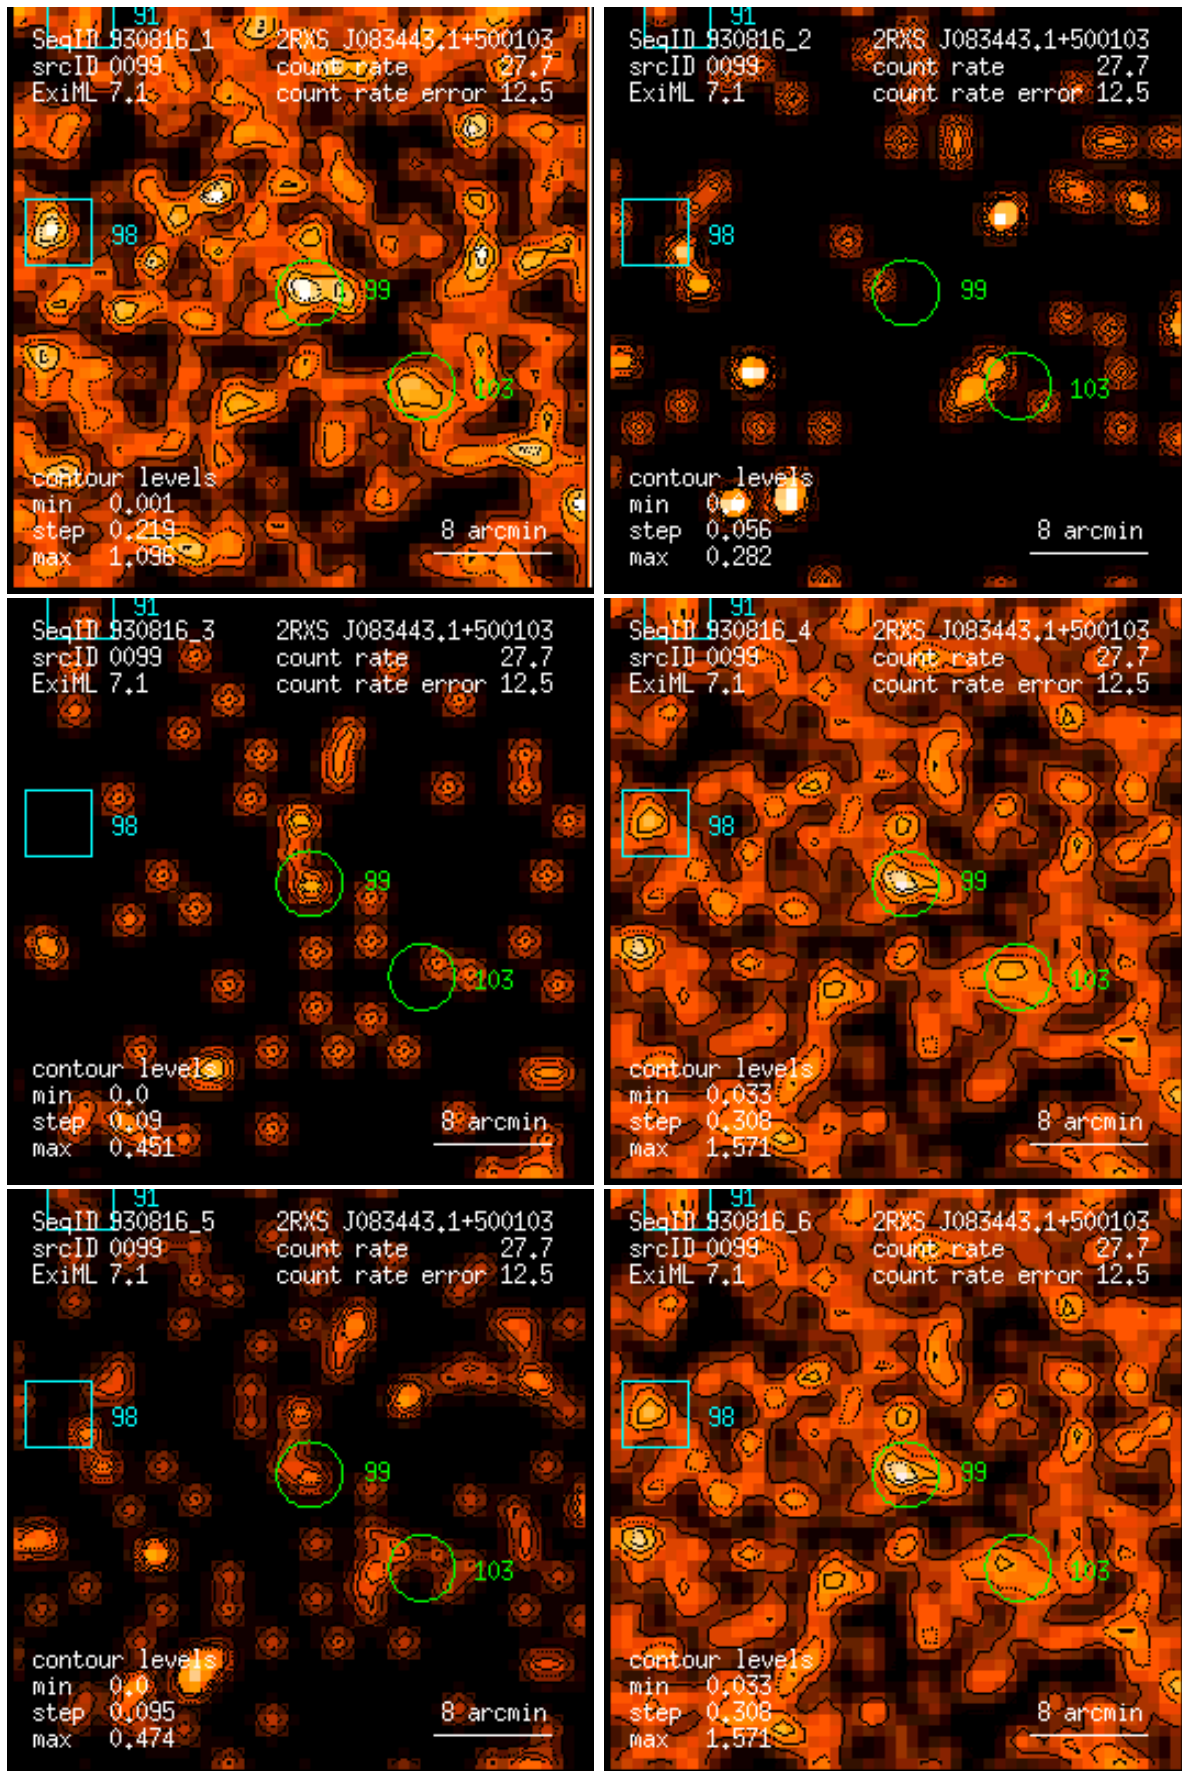 91
SeqID 930816_1 2RXS J083443.1+500103
srcID 0099 count rate 27.7
ExiML 7.1 count rate error 12.5
98
99
103
contour levels
min 0.001
step 0.219 8 arcmin
max 1.096
91
SeqID 930816_2 2RXS J083443.1+500103
srcID 0099 count rate 27.7
ExiML 7.1 count rate error 12.5
98
99
103
contour levels
min
step 0.056 8 arcmin
max 0.282
91
SeqID 930816_3 2RXS J083443.1+500103
srcID 0099 count rate 27.7
ExiML 7.1 count rate error 12.5
98
99
103
contour levels
min 0.0
step 0.09 8 arcmin
max 0.451
91
SeqID 930816_4 2RXS J083443.1+500103
srcID 0099 count rate 27.7
ExiML 7.1 count rate error 12.5
98
99
103
contour levels
min 0.033
step 0.308 8 arcmin
max 1.571
91
SeqID 930816_5 2RXS J083443.1+500103
srcID 0099 count rate 27.7
ExiML 7.1 count rate error 12.5
98
99
103
contour levels
min 0.0
step 0.095 8 arcmin
max 0.474
91
SeqID 930816_6 2RXS J083443.1+500103
srcID 0099 count rate 27.7
ExiML 7.1 count rate error 12.5
98
99
103
contour levels
min 0.033
step 0.308 8 arcmin
max 1.571